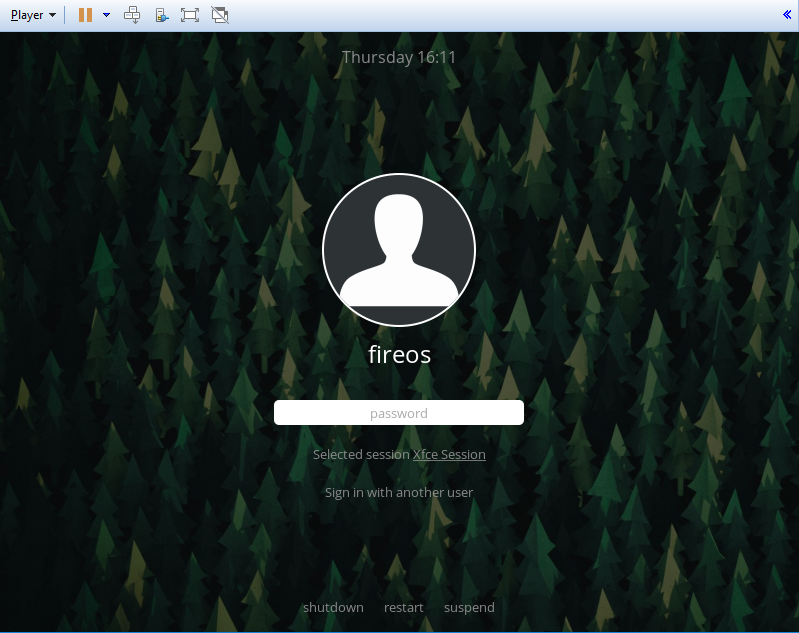 Player
Thursday 16:11
fireos
password
Selected session Xfce Session
Sign in with another user
shutdown restart suspend